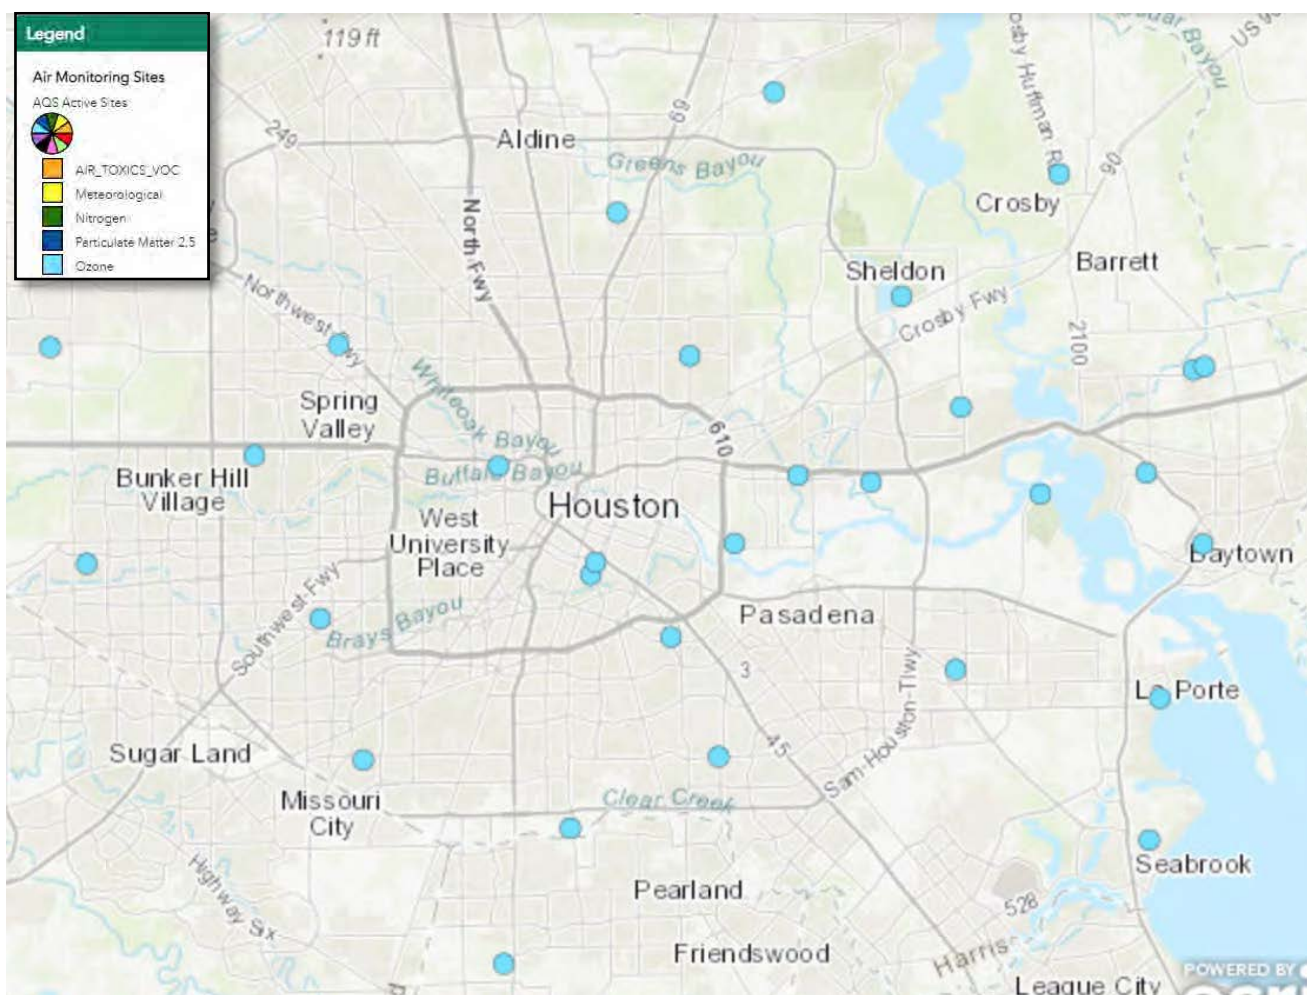 Legend
Air Monitoring Sites
AQS Active Sites
AIR_TOXICS_VOC
Meteorological
Nitrogen
Particulate Matter 2.5
Ozone
119 ft
249
Aldine
69
Greens Bayou
Bayou
US
90
Crosby
Barrett
Sheldon
Crosby Fwy
2100
North Fwy
Northwest Fwy
Spring
Valley
Whiteoak Bayou
Buffalo Bayou
610
Bunker Hill
Village
Houston
West
University
Place
Baytown
Southwest Fwy
Brays Bayou
Pasadena
3
La Porte
45
Sam-Houston-Tlwy
Sugar Land
Missouri
City
Clear Creek
Seabrook
Highway Six
Pearland
528
Friendswood
Harris
League City
POWERED BY